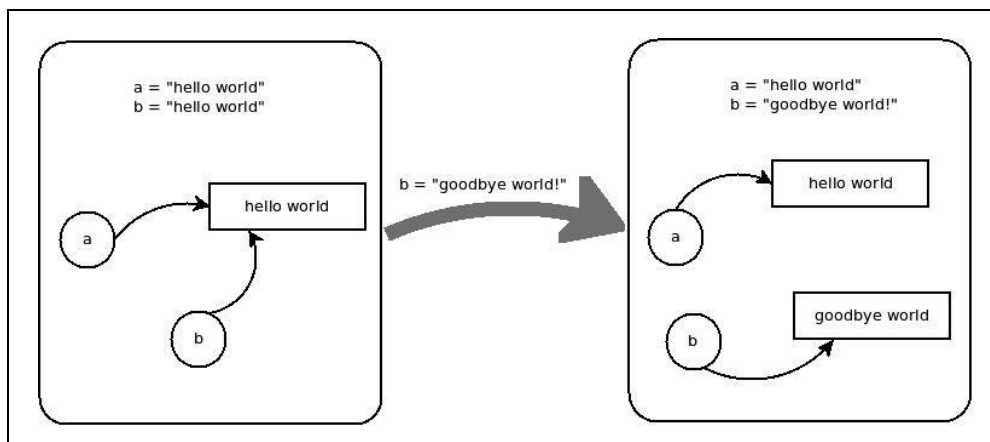 a = "hello world"
b = "hello world"
hello world
a
b
b = "goodbye world!"
a = "hello world"
b = "goodbye world!"
hello world
a
goodbye world
b